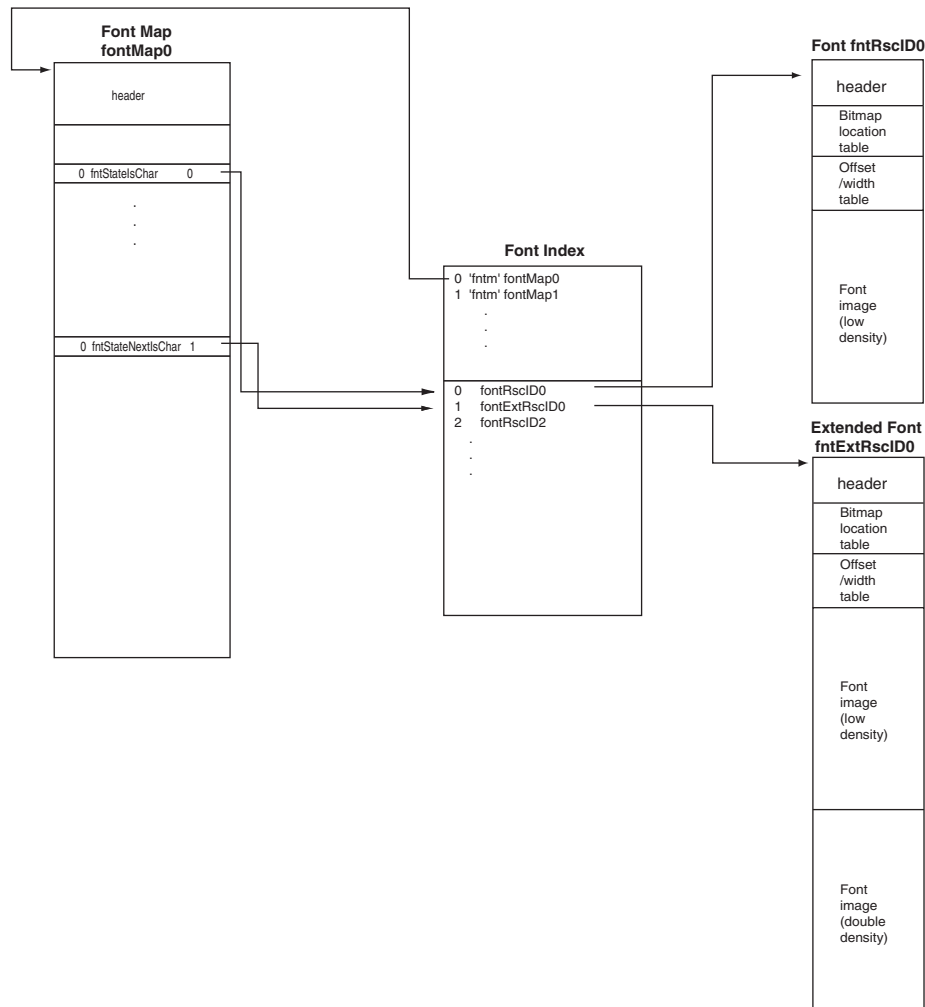 Font Map
fontMap0
header
0 fntStateIsChar 0
.
.
.
0 fntStateNextIsChar 1
Font Index
0 'fntm' fontMap0
1 'fntm' fontMap1
.
.
.
0 fontRscID0
1 fontExtRscID0
2 fontRscID2
.
.
.
Font fntRscID0
header
Bitmap
location
table
Offset
/width
table
Font
image
(low
density)
Extended Font
fntExtRscID0
header
Bitmap
location
table
Offset
/width
table
Font
image
(low
density)
Font
image
(double
density)